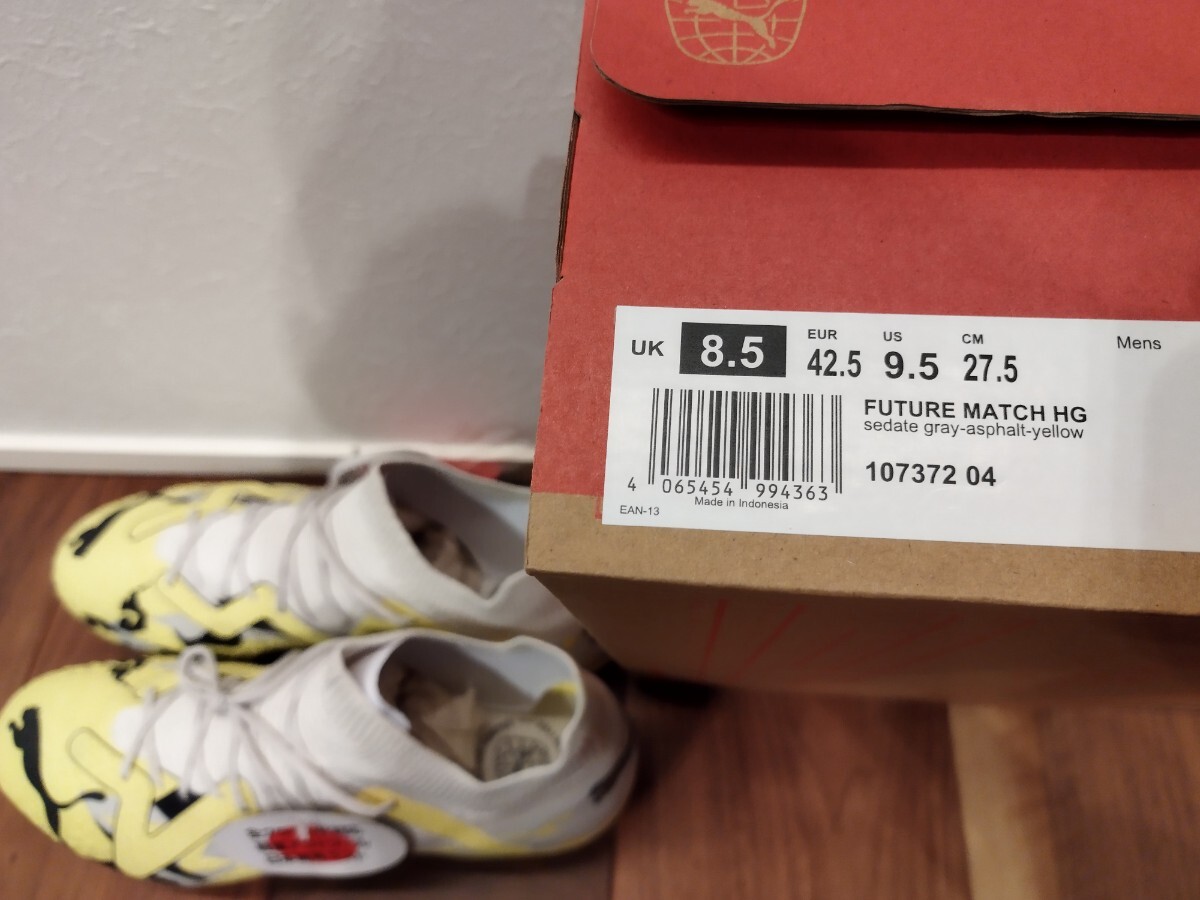 UK 8.5 EUR 42.5 US 9.5 CM 27.5 Mens
FUTURE MATCH HG
sedate gray-asphalt-yellow
107372 04
4 065454 994363
Made in Indonesia
EAN-13